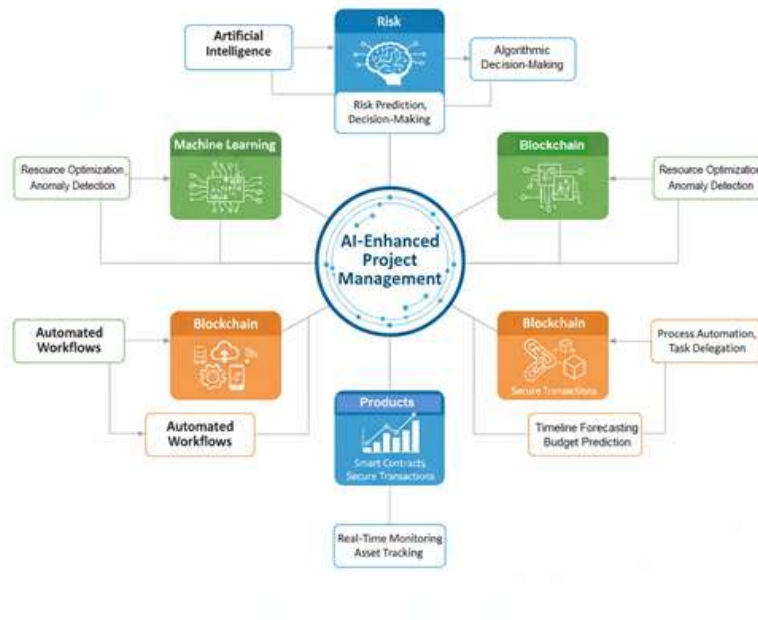 Risk
Artificial
Intelligence
Algorithmic
Decision-Making
Risk Prediction,
Decision-Making
Machine Learning
Blockchain
Resource Optimization,
Anomaly Detection
Resource Optimization
Anomaly Detection
AI-Enhanced
Project
Management
Automated
Workflows
Blockchain
Blockchain
Secure Transactions
Process Automation,
Task Delegation
Automated
Workflows
Products
Smart Contracts
Secure Transactions
Timeline Forecasting
Budget Prediction
Real-Time Monitoring
Asset Tracking